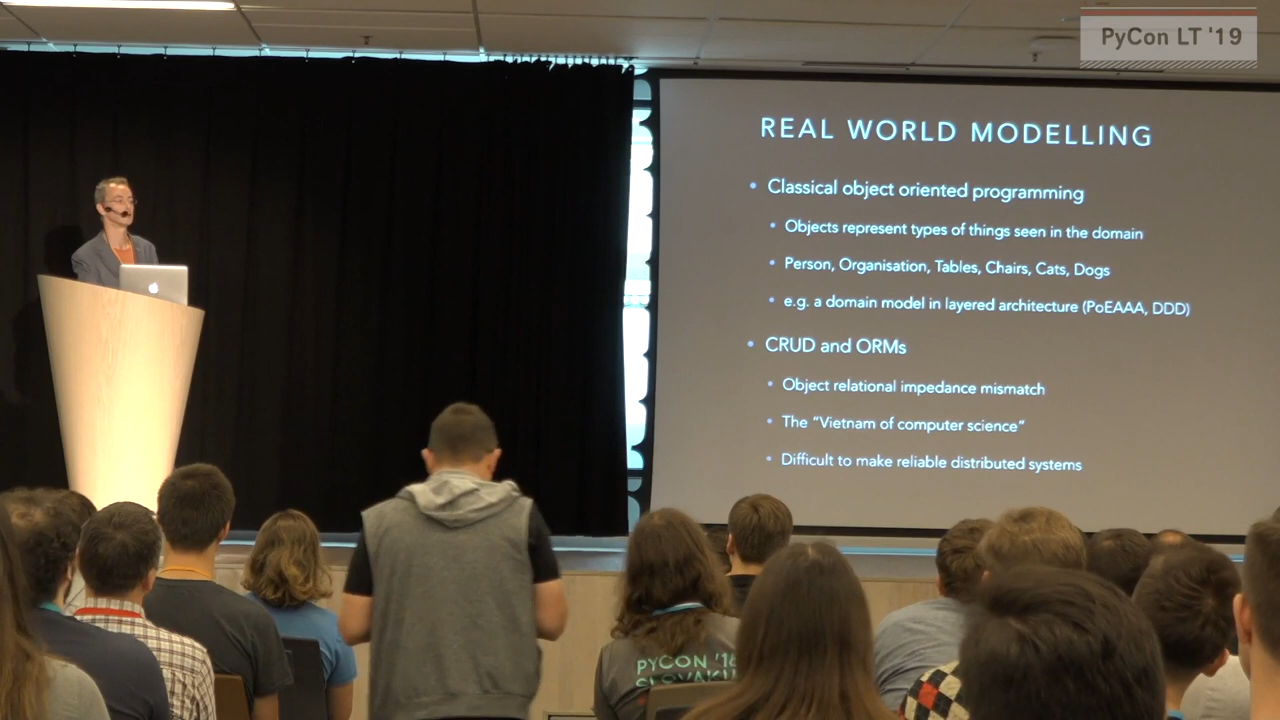 PyCon LT '19
REAL WORLD MODELLING
• Classical object oriented programming
• Objects represent types of things seen in the domain
• Person, Organisation, Tables, Chairs, Cats, Dogs
• e.g. a domain model in layered architecture (PoEAAA, DDD)
• CRUD and ORMs
• Object relational impedance mismatch
• The “Vietnam of computer science”
• Difficult to make reliable distributed systems
PYCON